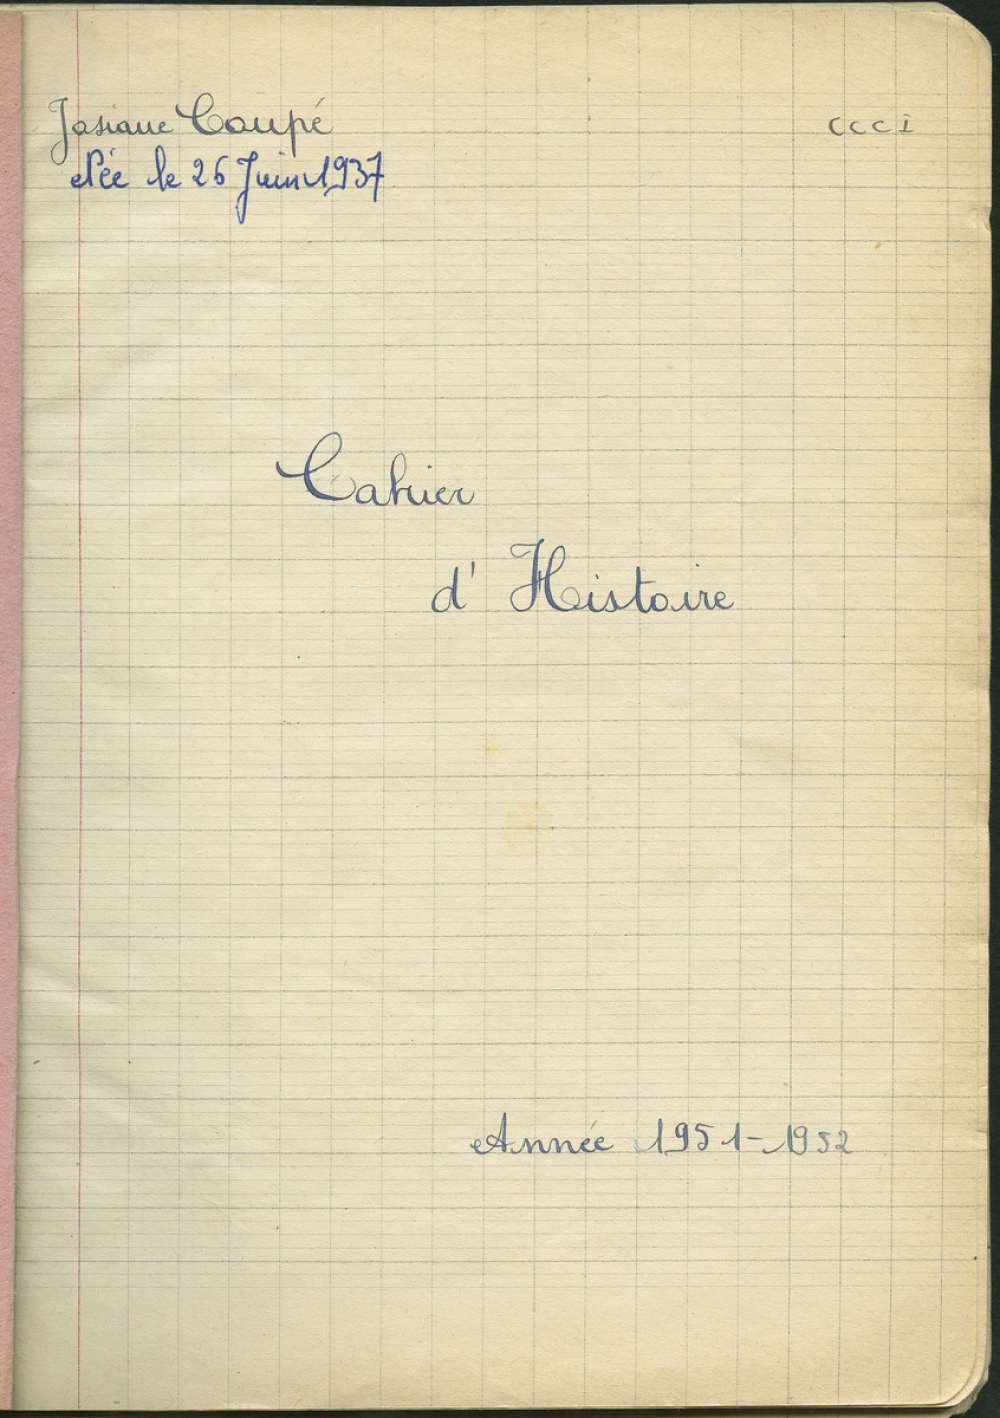 Josiane Coupé
CCCI
Née le 26 Juin 1937
Cahier
d' Histoire
Année 1951-1952